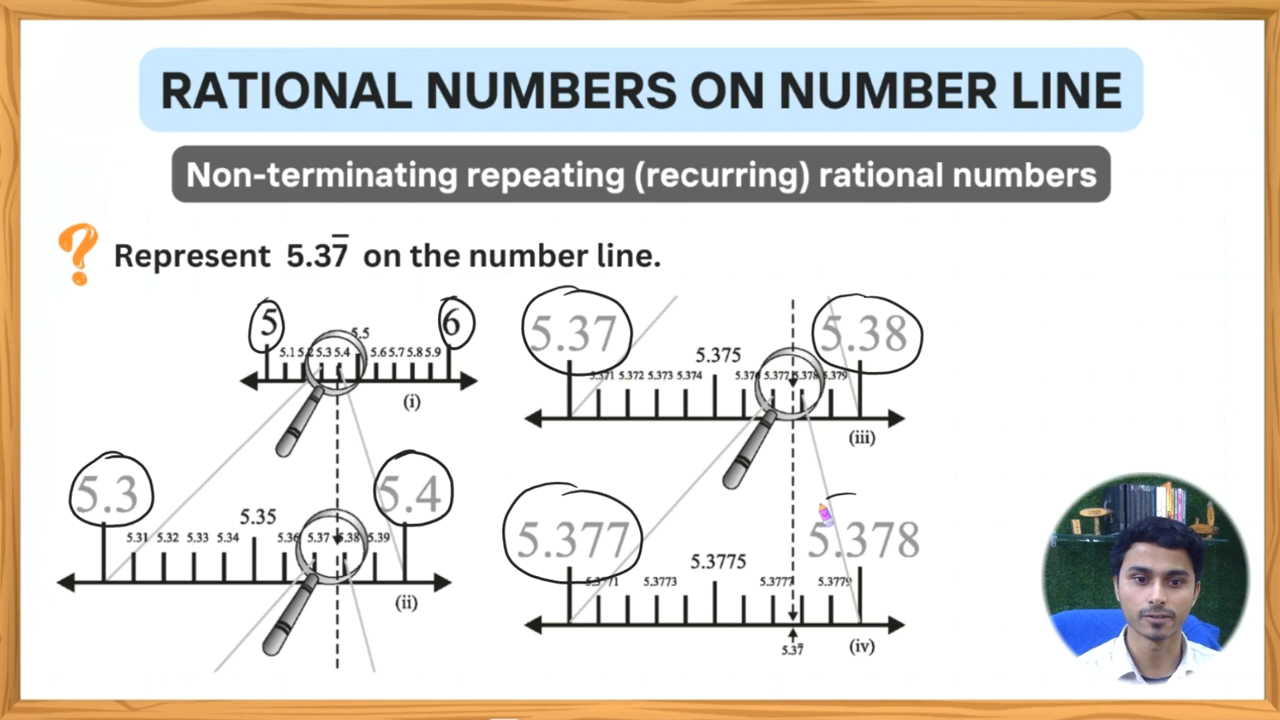 RATIONAL NUMBERS ON NUMBER LINE
Non-terminating repeating (recurring) rational numbers
? Represent 5.37̅ on the number line.
5 5.1 5.2 5.3 5.4 5.5 5.6 5.7 5.8 5.9 6
(i)
5.3 5.31 5.32 5.33 5.34 5.35 5.36 5.37 5.38 5.39 5.4
(ii)
5.37 5.371 5.372 5.373 5.374 5.375 5.376 5.377 5.378 5.379 5.38
(iii)
5.377 5.3771 5.3773 5.3775 5.3777 5.3779 5.378
5.37̅
(iv)